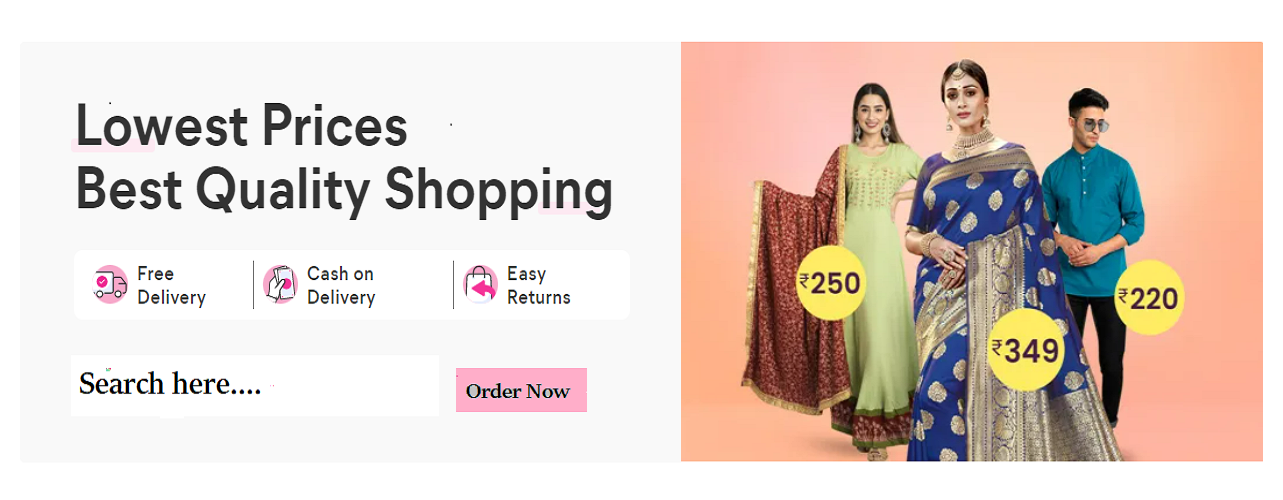 Lowest Prices
Best Quality Shopping
Free
Delivery
Cash on
Delivery
Easy
Returns
Search here....
Order Now
₹250
₹349
₹220